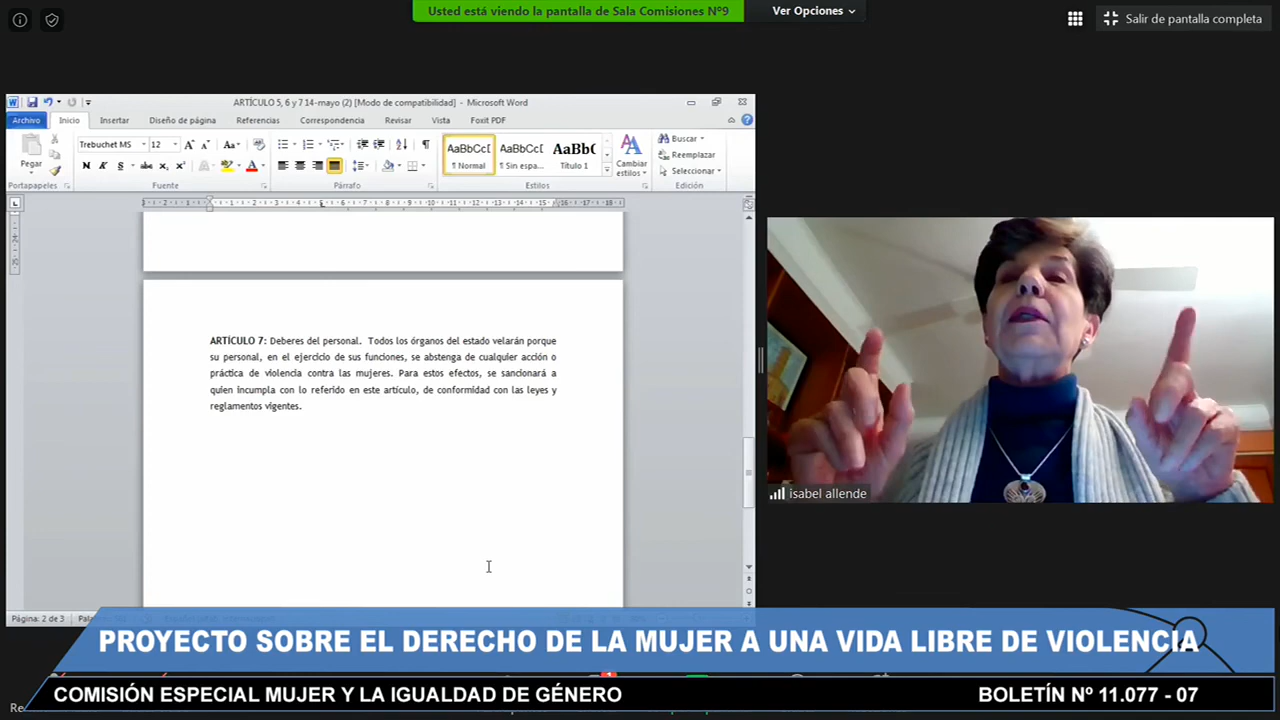 Usted está viendo la pantalla de Sala Comisiones Nº9
Ver Opciones
Salir de pantalla completa
ARTÍCULO 5, 6 y 7 14-mayo (2) [Modo de compatibilidad] - Microsoft Word
Archivo
Inicio
Insertar
Diseño de página
Referencias
Correspondencia
Revisar
Vista
Foxit PDF
Trebuchet MS
12
Pegar
Portapapeles
Fuente
Párrafo
AaBbCcD
¶ Normal
AaBbCcD
¶ Sin espa...
AaBbC
Título 1
Cambiar
estilos
Estilos
Buscar
Reemplazar
Seleccionar
Edición
ARTÍCULO 7: Deberes del personal. Todos los órganos del estado velarán porque
su personal, en el ejercicio de sus funciones, se abstenga de cualquier acción o
práctica de violencia contra las mujeres. Para estos efectos, se sancionará a
quien incumpla con lo referido en este artículo, de conformidad con las leyes y
reglamentos vigentes.
isabel allende
Página: 2 de 3
PROYECTO SOBRE EL DERECHO DE LA MUJER A UNA VIDA LIBRE DE VIOLENCIA
COMISIÓN ESPECIAL MUJER Y LA IGUALDAD DE GÉNERO
BOLETÍN Nº 11.077 - 07